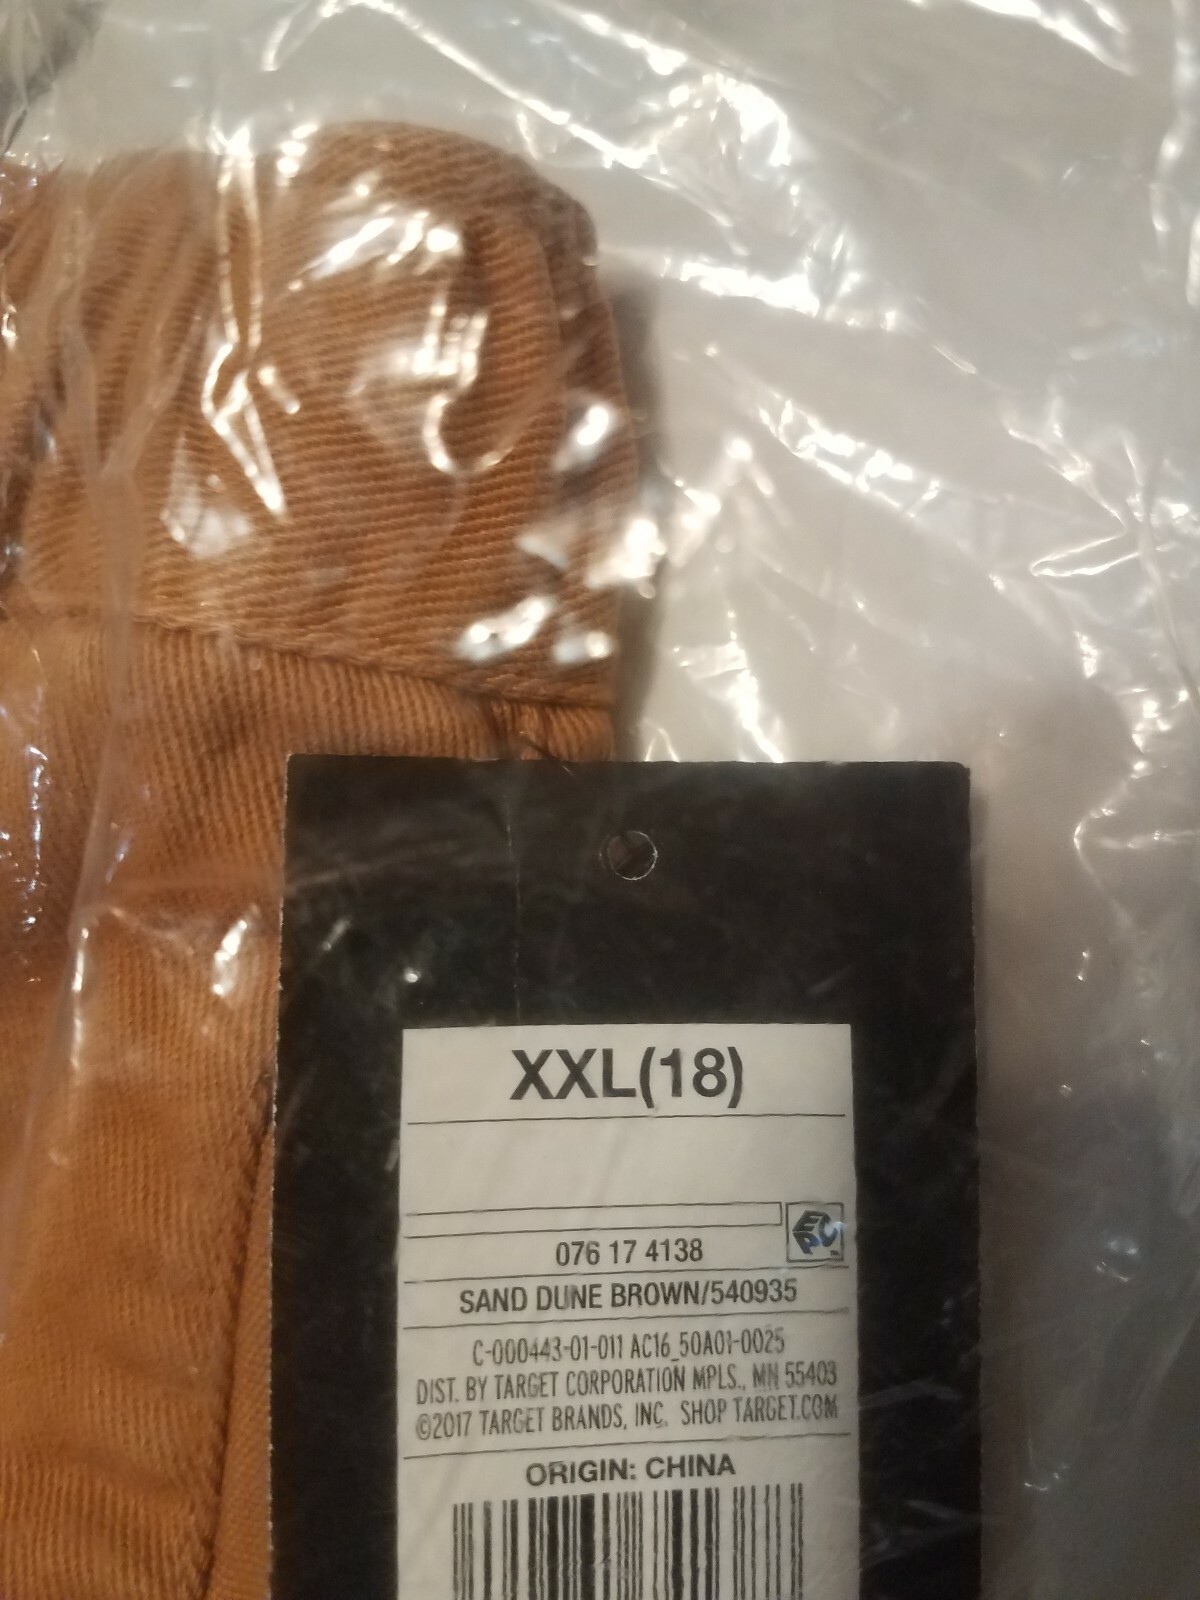 XXL(18)
EPC
076 17 4138
SAND DUNE BROWN/540935
C-000443-01-011 AC16_50A01-0025
DIST. BY TARGET CORPORATION MPLS., MN 55403
©2017 TARGET BRANDS, INC. SHOP TARGET.COM
ORIGIN: CHINA